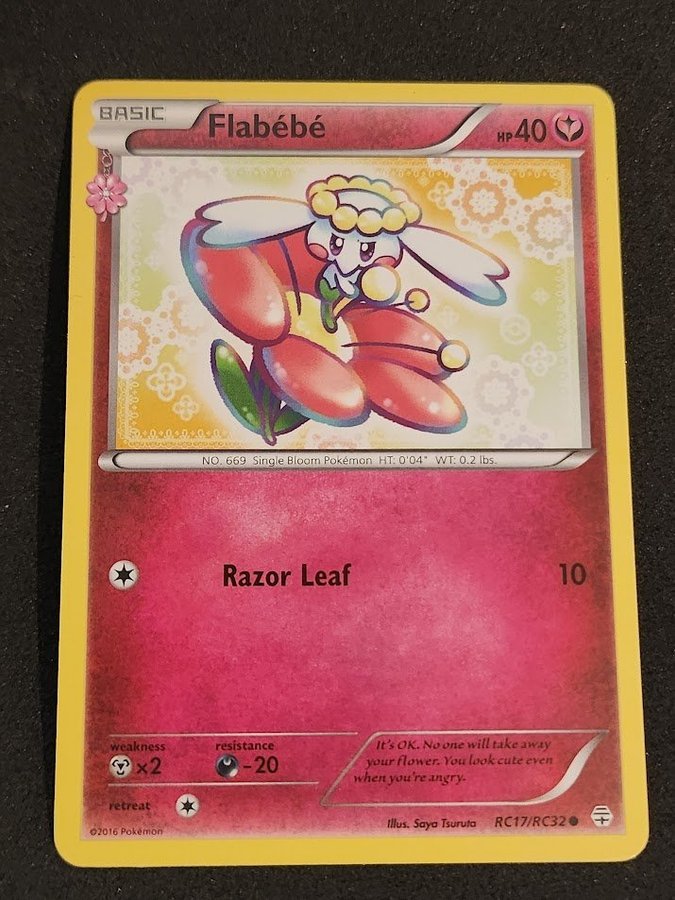 BASIC
Flabébé
HP 40
NO. 669 Single Bloom Pokémon HT: 0'04" WT: 0.2 lbs.
Razor Leaf 10
weakness resistance
×2 -20
It's OK. No one will take away
your flower. You look cute even
when you're angry.
retreat
Illus. Saya Tsuruta RC17/RC32
©2016 Pokémon